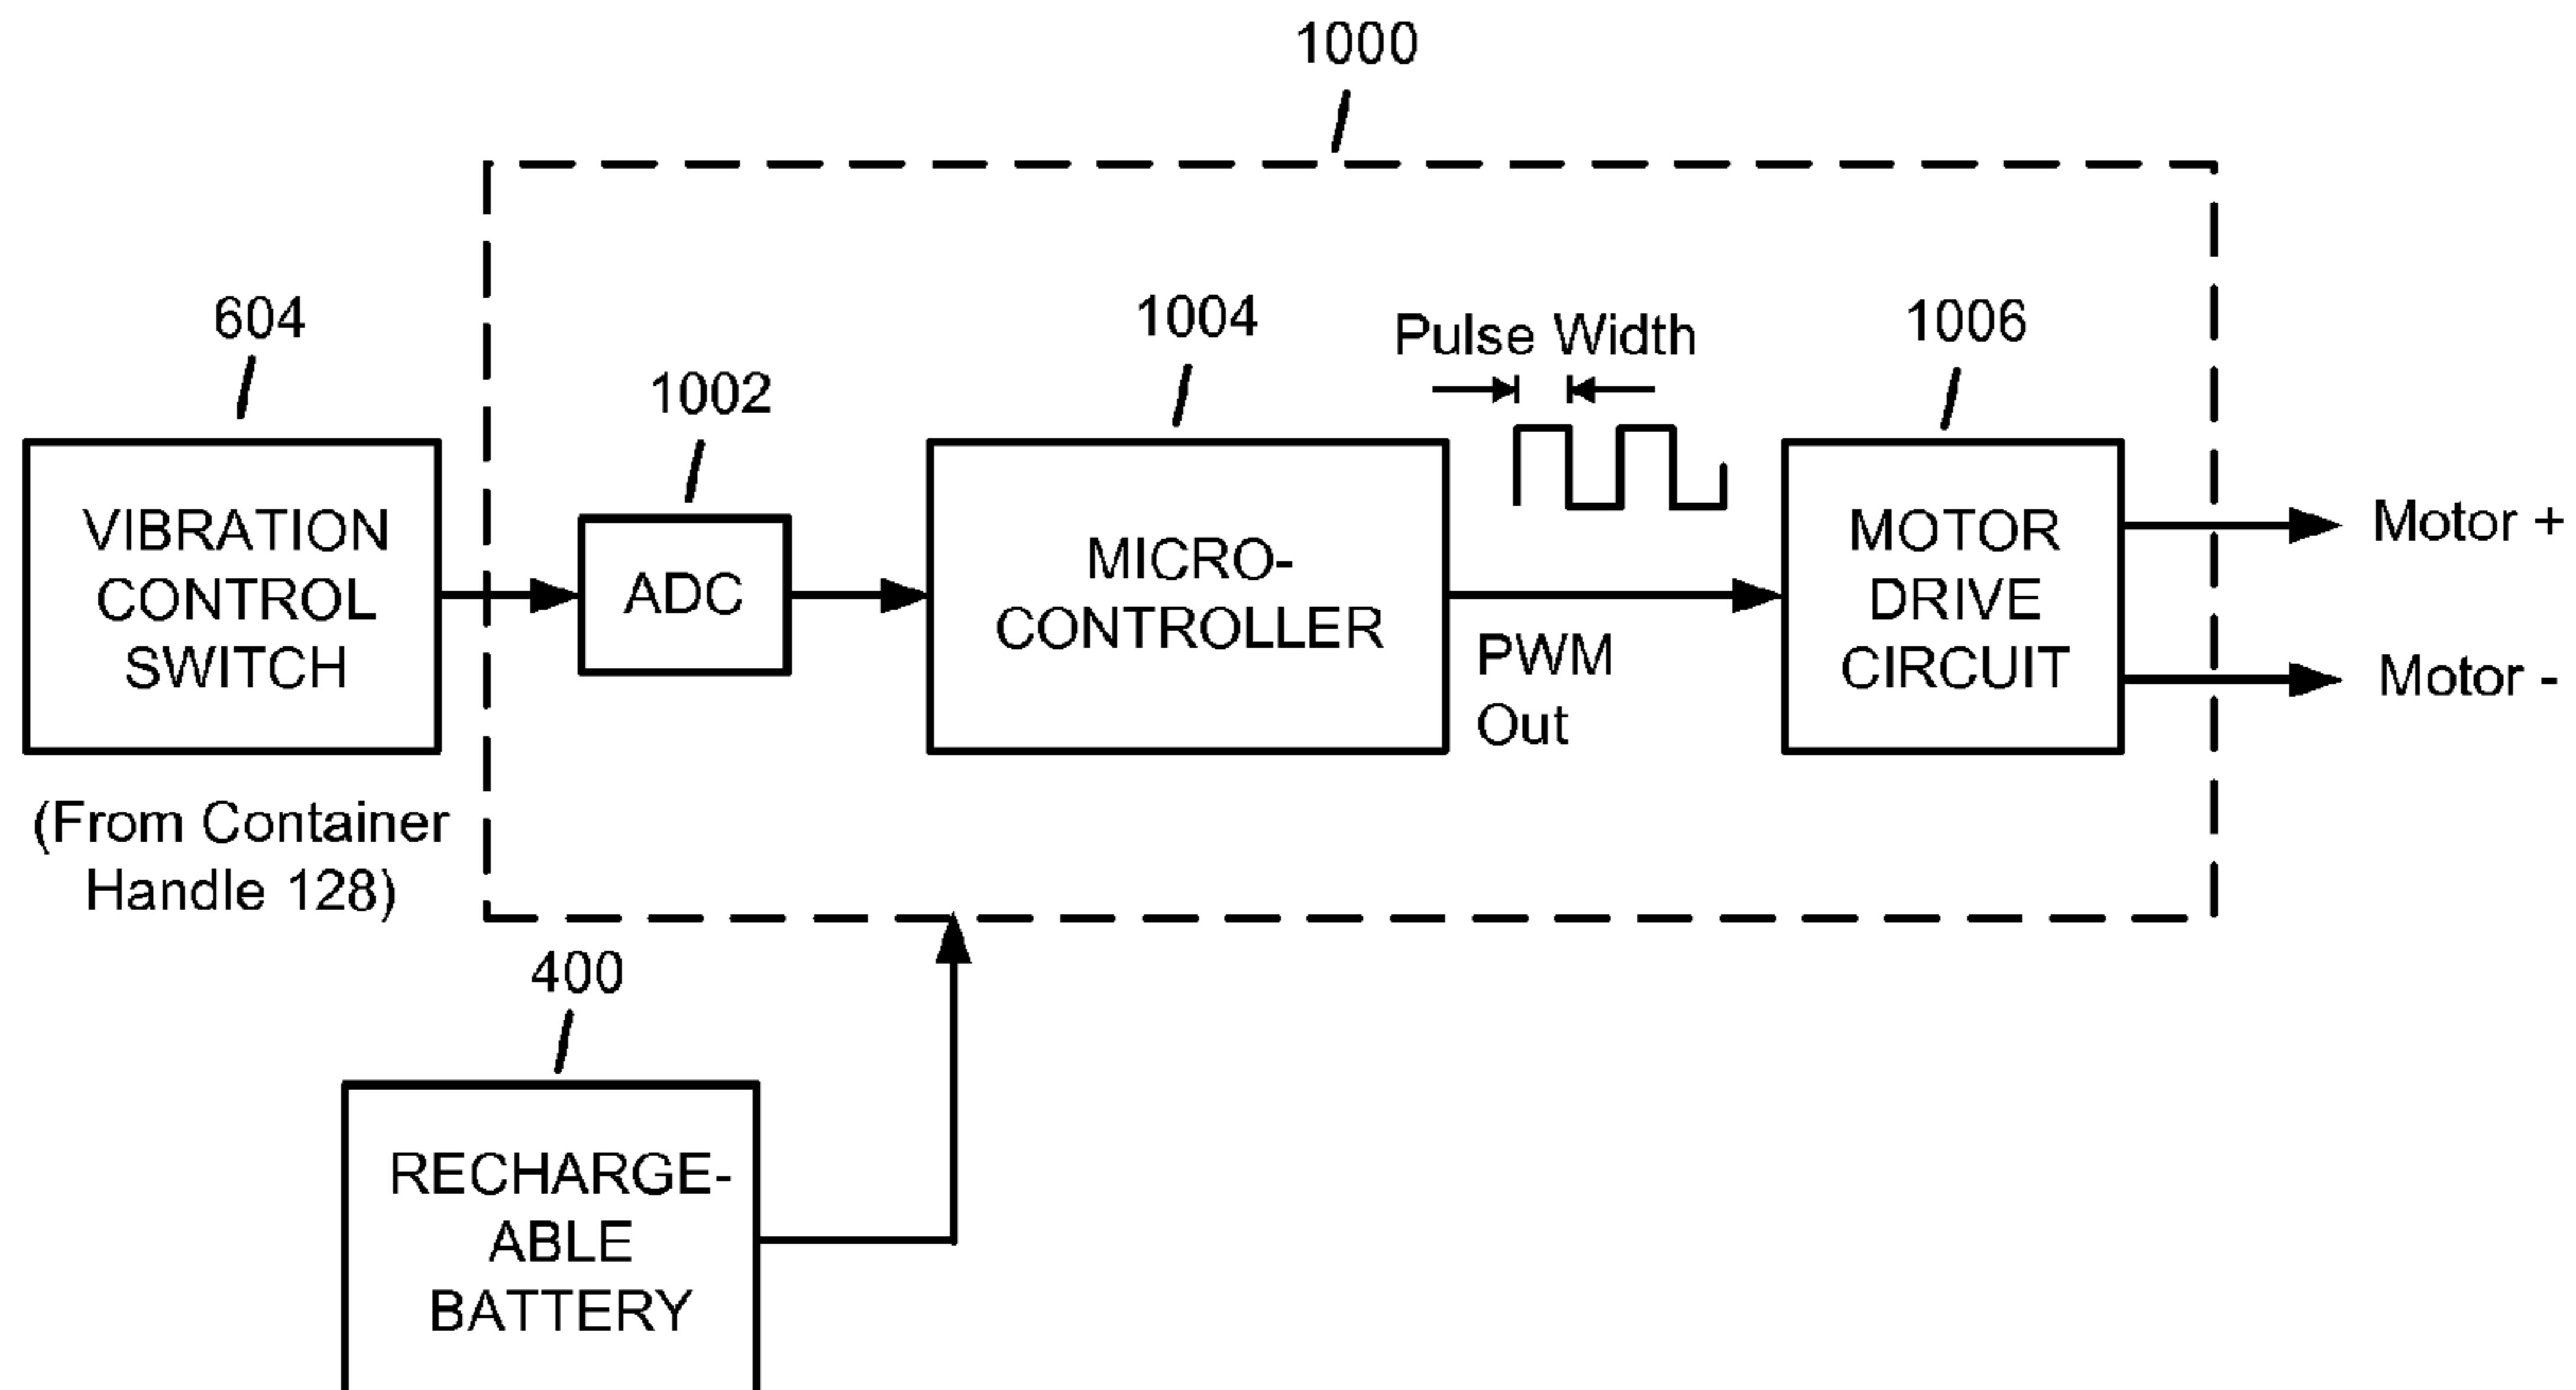 1000
604
1002
1004
Pulse Width
1006
VIBRATION
CONTROL
SWITCH
ADC
MICRO-
CONTROLLER
PWM
Out
MOTOR
DRIVE
CIRCUIT
Motor +
Motor -
(From Container
Handle 128)
400
RECHARGE-
ABLE
BATTERY